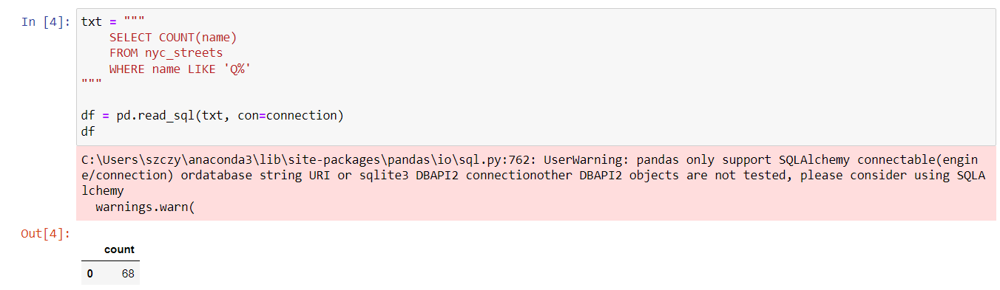 In [4]: txt = """
    SELECT COUNT(name)
    FROM nyc_streets
    WHERE name LIKE 'Q%'
"""
df = pd.read_sql(txt, con=connection)
df
C:\Users\szczy\anaconda3\lib\site-packages\pandas\io\sql.py:762: UserWarning: pandas only support SQLAlchemy connectable(engin
e/connection) ordatabase string URI or sqlite3 DBAPI2 connectionother DBAPI2 objects are not tested, please consider using SQLA
lchemy
  warnings.warn(
Out[4]:
count
0 68